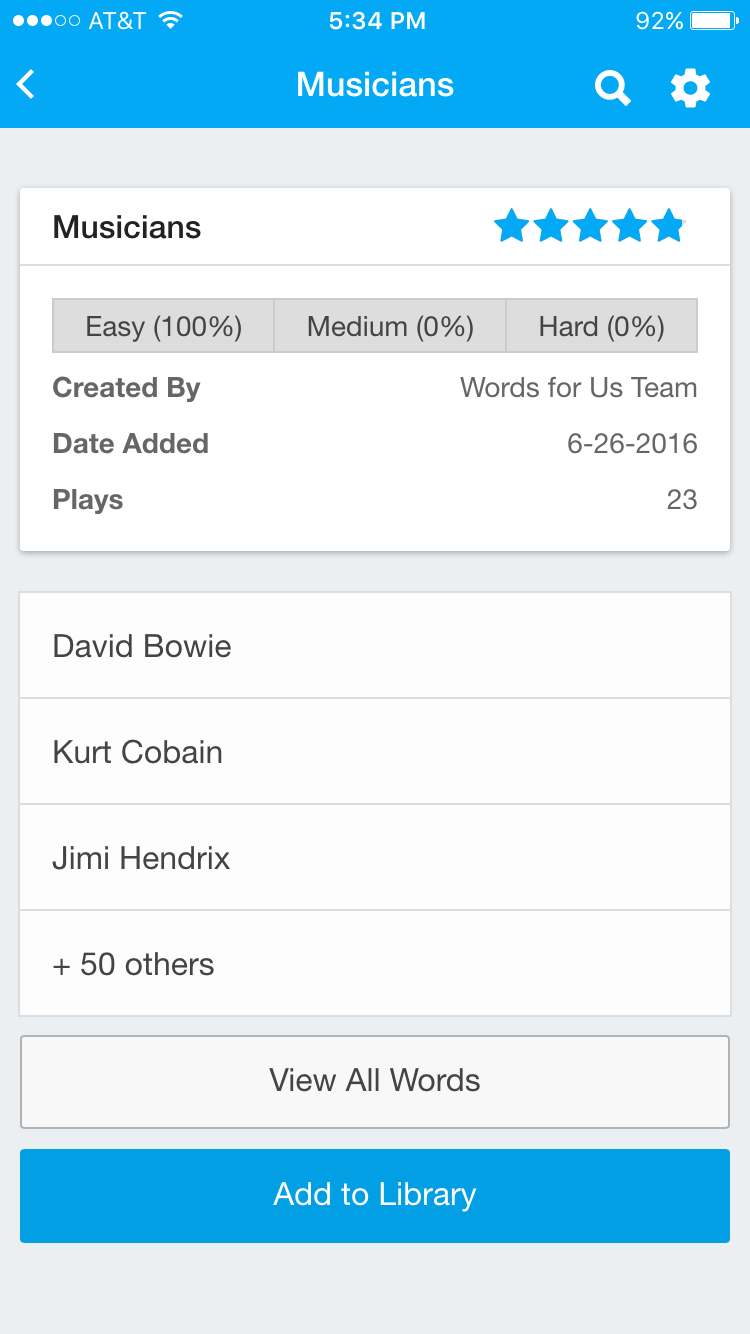 AT&T 5:34 PM 92%
Musicians
Musicians
Easy (100%) Medium (0%) Hard (0%)
Created By Words for Us Team
Date Added 6-26-2016
Plays 23
David Bowie
Kurt Cobain
Jimi Hendrix
+ 50 others
View All Words
Add to Library